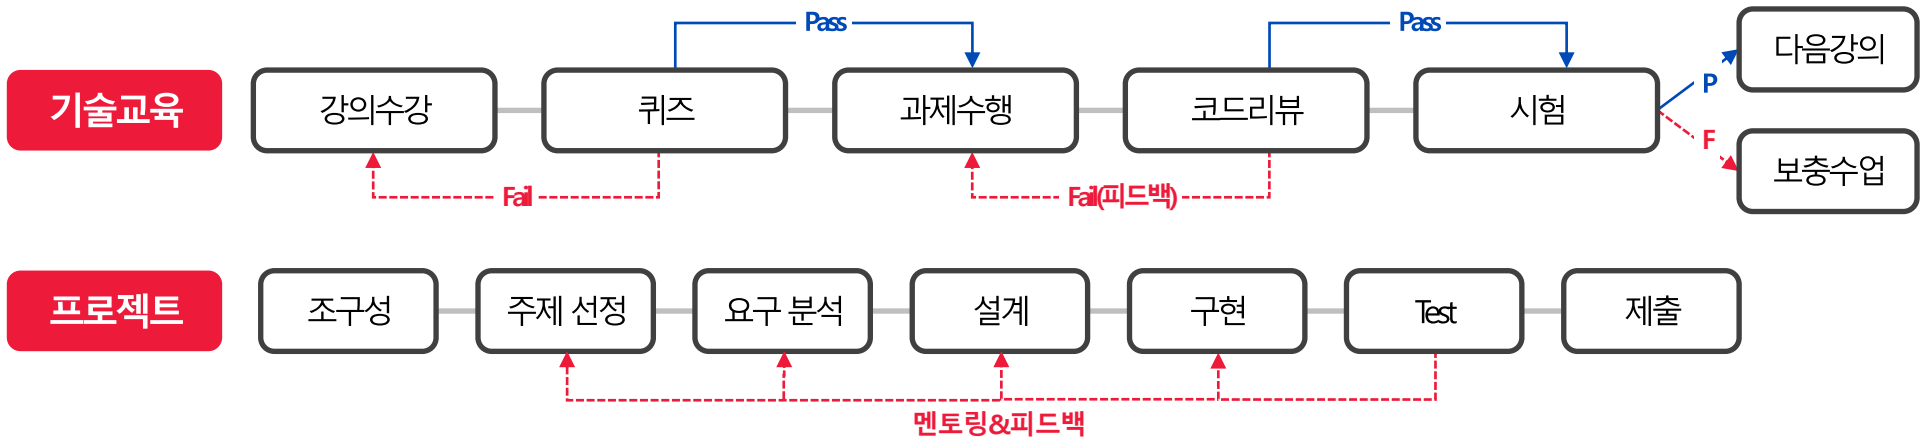 Pass
Pass
다음강의
기술교육
강의수강
퀴즈
과제수행
코드리뷰
시험
P
F
보충수업
Fail
Fail(피드백)
프로젝트
조구성
주제 선정
요구 분석
설계
구현
Test
제출
멘토링&피드백